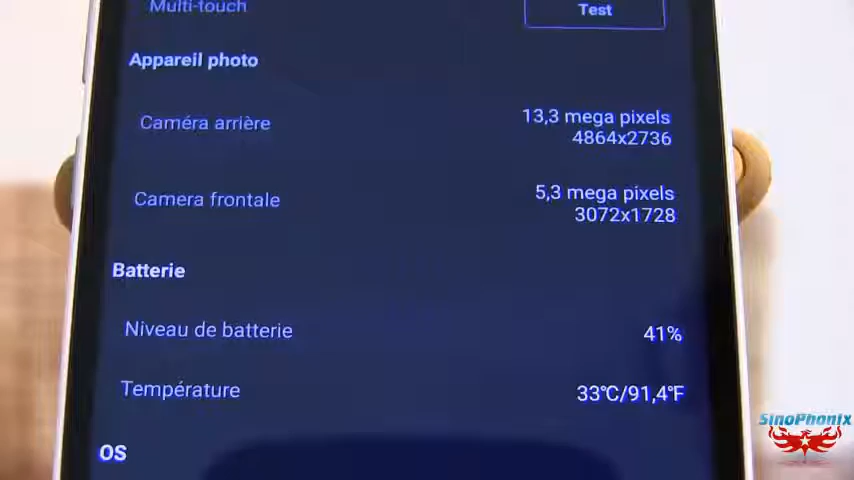 Multi-touch
Test
Appareil photo
Caméra arrière
13,3 mega pixels
4864x2736
Camera frontale
5,3 mega pixels
3072x1728
Batterie
Niveau de batterie
41%
Température
33°C/91,4°F
OS
SinoPhonix